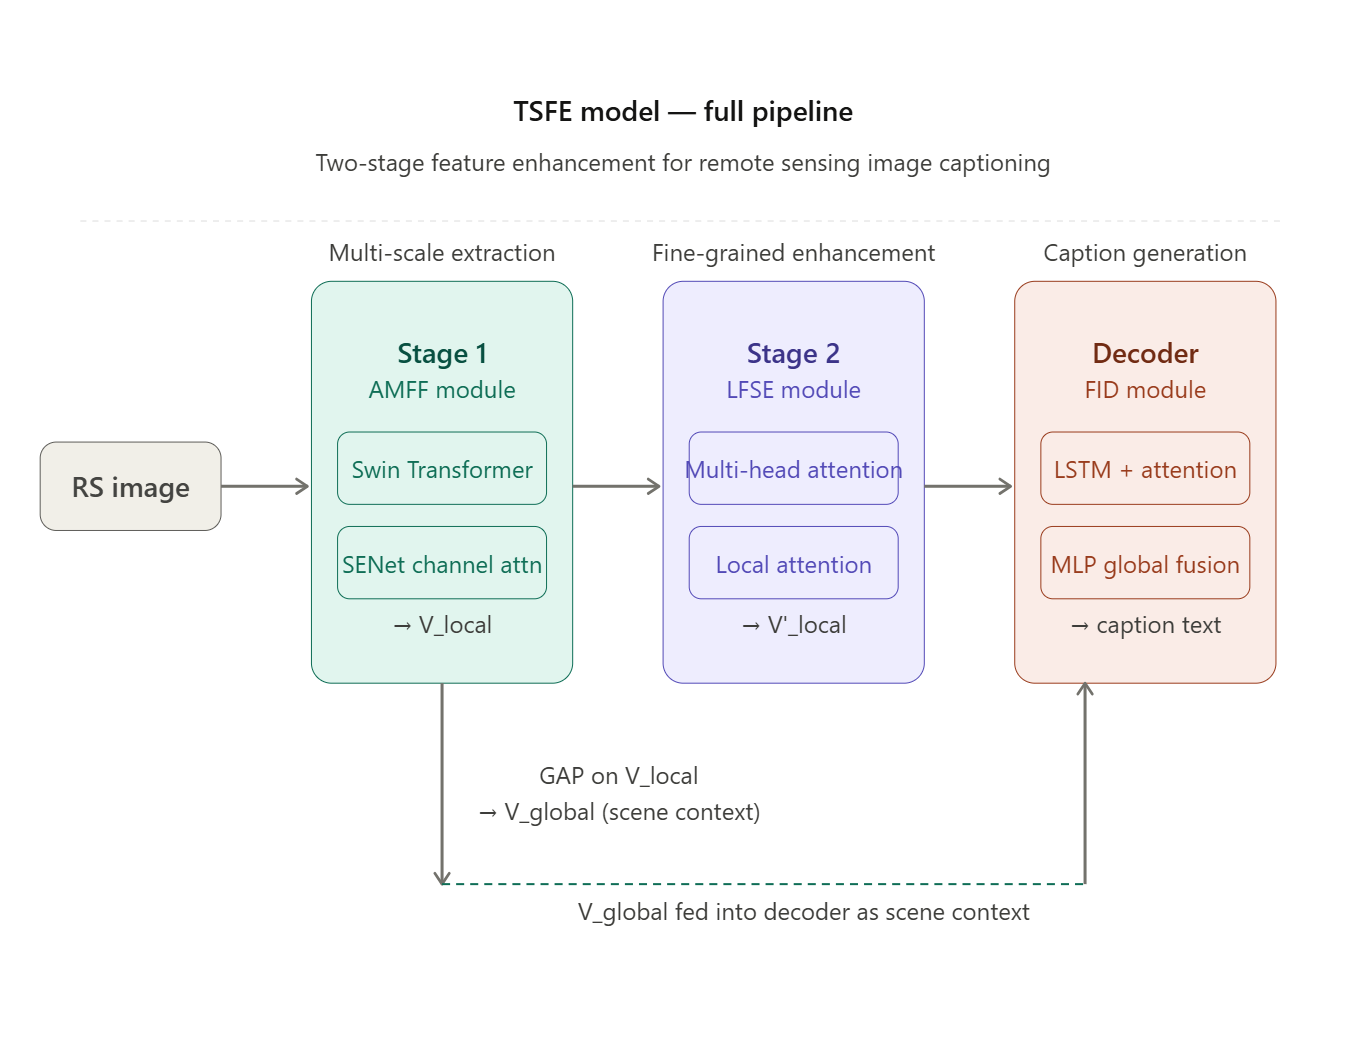 TSFE model — full pipeline
Two-stage feature enhancement for remote sensing image captioning
Multi-scale extraction
Fine-grained enhancement
Caption generation
RS image
Stage 1
AMFF module
Swin Transformer
SENet channel attn
→ V_local
Stage 2
LFSE module
Multi-head attention
Local attention
→ V'_local
Decoder
FID module
LSTM + attention
MLP global fusion
→ caption text
GAP on V_local
→ V_global (scene context)
V_global fed into decoder as scene context